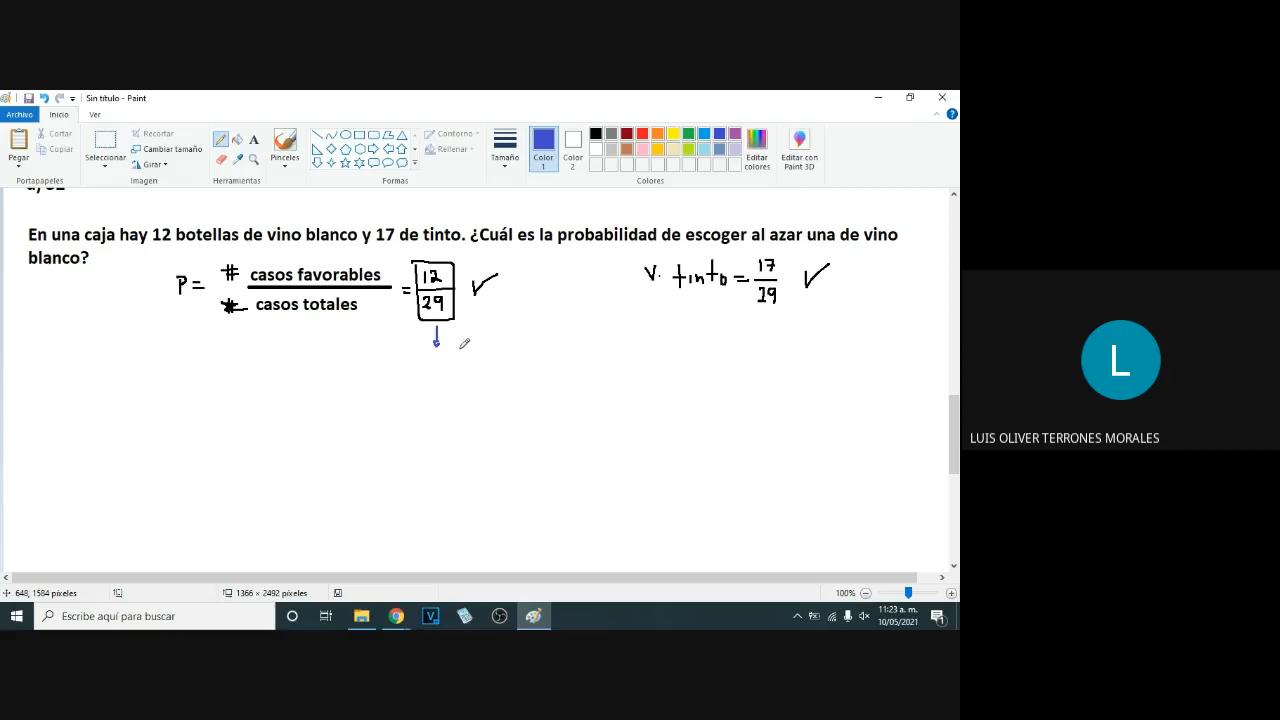 Sin título - Paint
Archivo
Inicio
Ver
Pegar
Cortar
Copiar
Portapapeles
Seleccionar
Recortar
Cambiar tamaño
Girar
Imagen
A
Herramientas
Pinceles
Contorno
Rellenar
Formas
Tamaño
Color 1
Color 2
Editar colores
Colores
Editar con Paint 3D
En una caja hay 12 botellas de vino blanco y 17 de tinto. ¿Cuál es la probabilidad de escoger al azar una de vino
blanco?
P = # casos favorables
# casos totales
= 12
29
V. tinto = 17
29
L
LUIS OLIVER TERRONES MORALES
648, 1584 píxeles
1366 × 2492 píxeles
100%
Escribe aquí para buscar
V
11:23 a. m.
10/05/2021
1